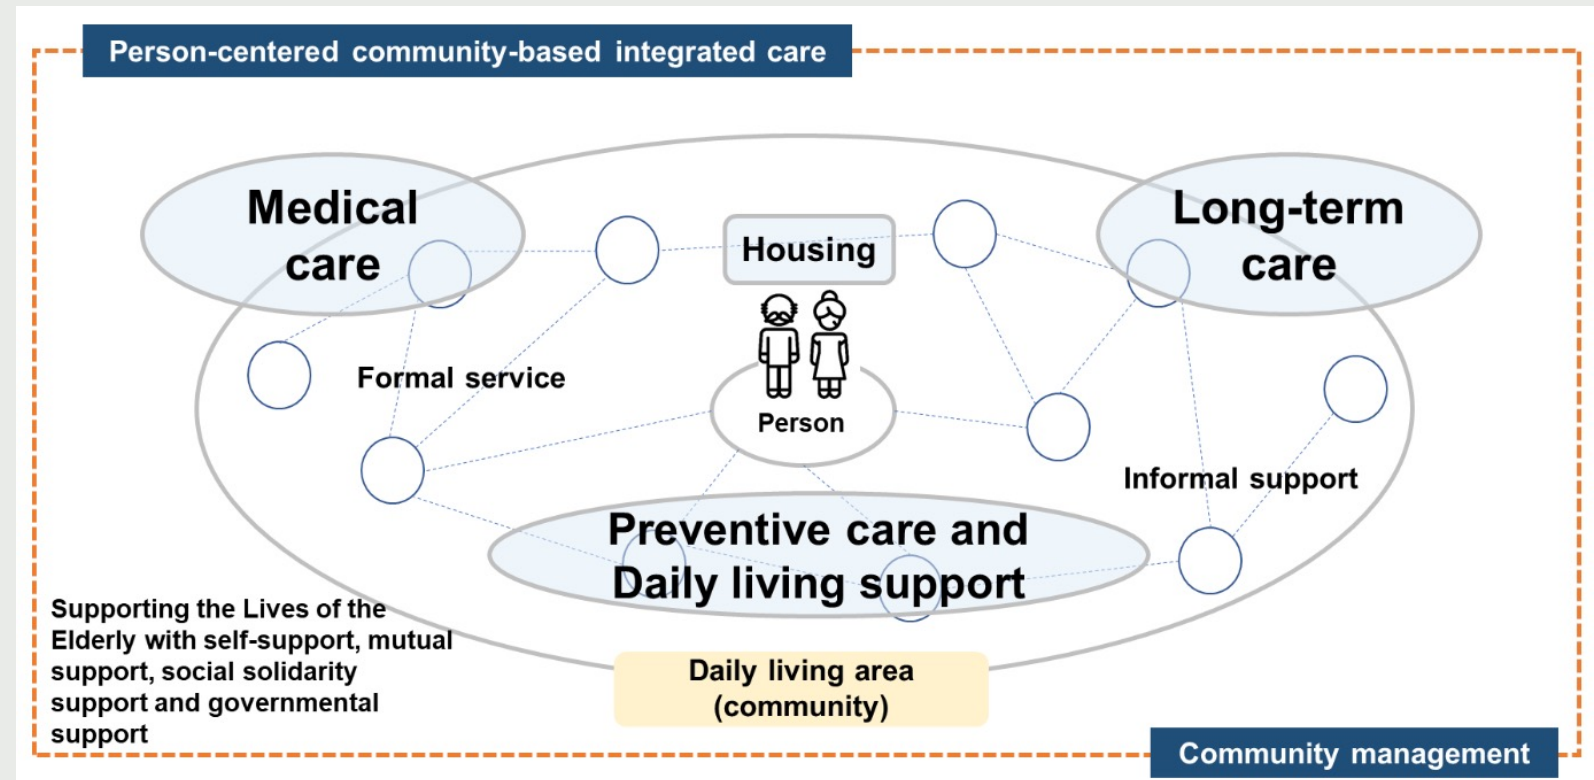 Person-centered community-based integrated care
Medical
care
Housing
Long-term
care
Formal service
Person
Informal support
Preventive care and
Daily living support
Supporting the Lives of the
Elderly with self-support, mutual
support, social solidarity
support and governmental
support
Daily living area
(community)
Community management